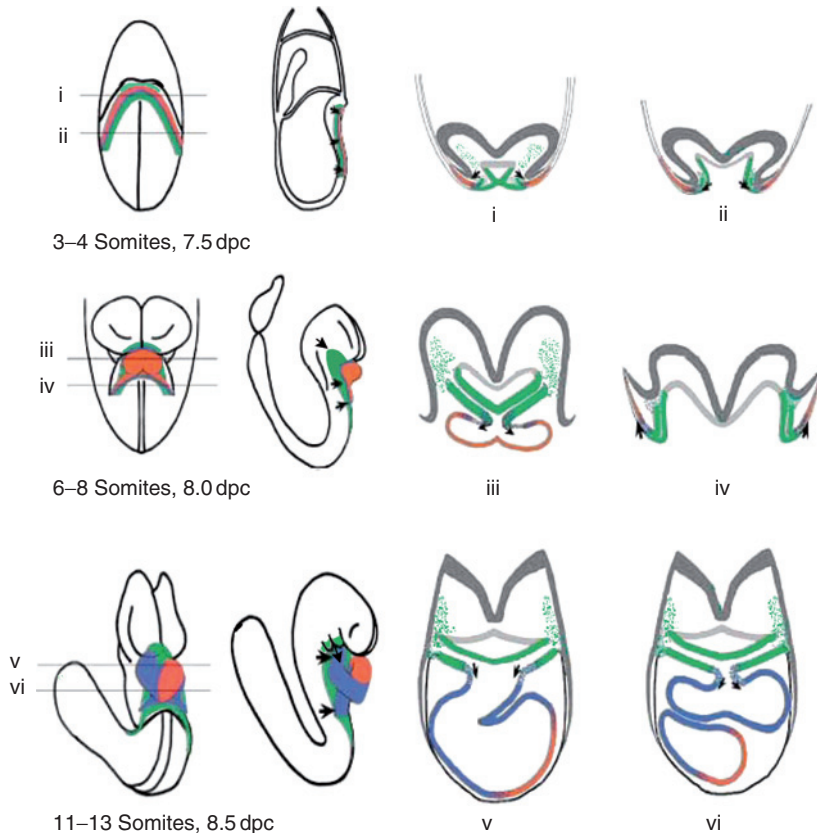 i
ii
i
ii
3–4 Somites, 7.5 dpc
iii
iv
6–8 Somites, 8.0 dpc
iii
iv
v
vi
11–13 Somites, 8.5 dpc
v
vi